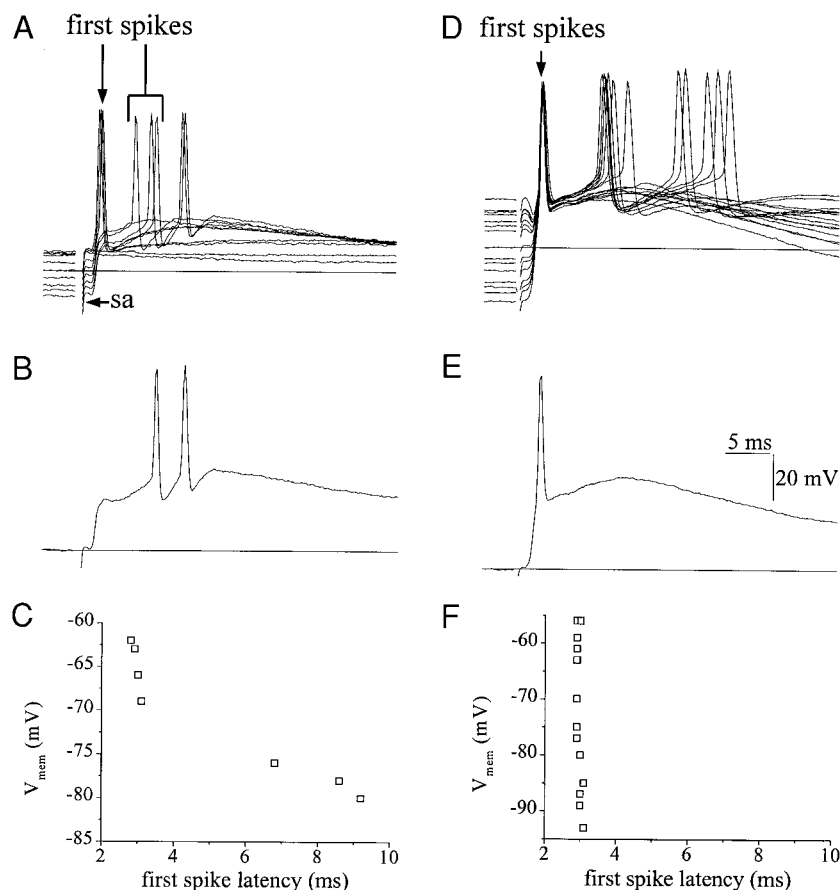 A
first spikes
sa
B
C
-60
-65
-70
-75
-80
-85
V mem (mV)
2
4
6
8
10
first spike latency (ms)
D
first spikes
E
5 ms
20 mV
F
-60
-70
-80
-90
V mem (mV)
2
4
6
8
10
first spike latency (ms)